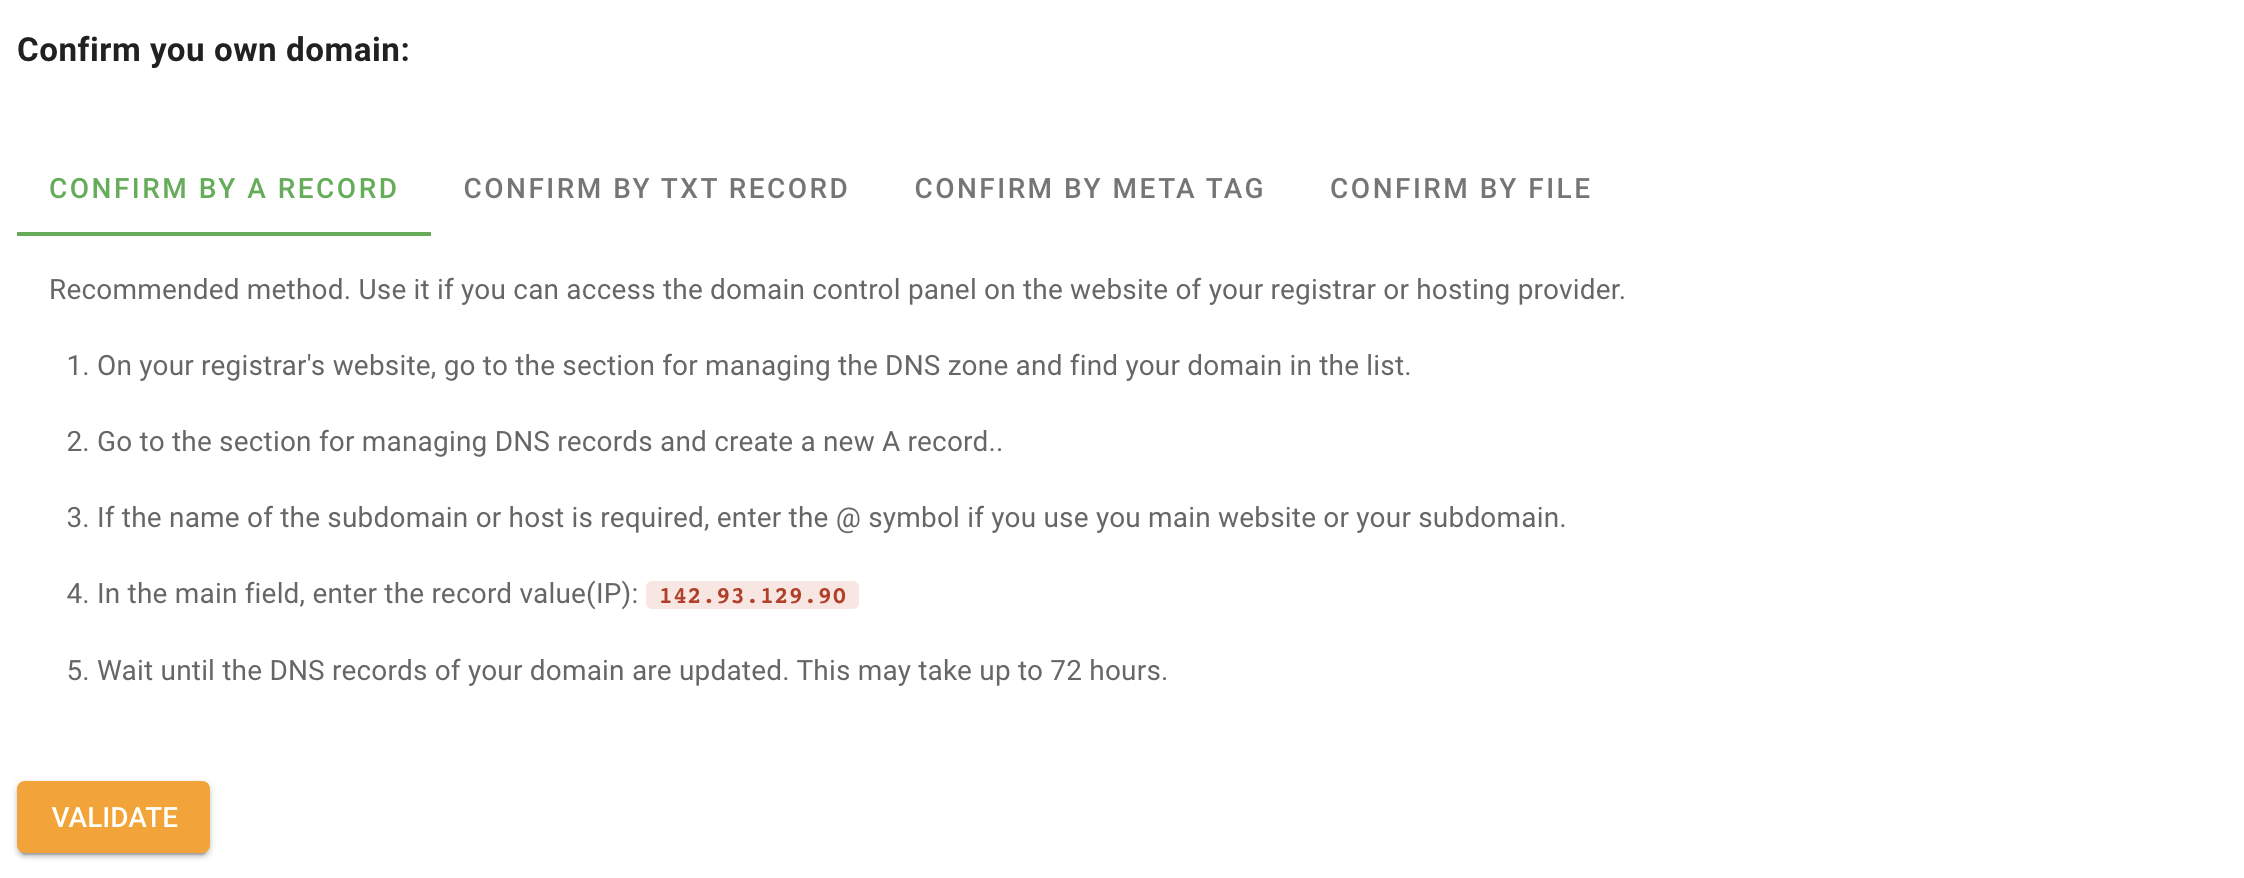 Confirm you own domain:
CONFIRM BY A RECORD CONFIRM BY TXT RECORD CONFIRM BY META TAG CONFIRM BY FILE
Recommended method. Use it if you can access the domain control panel on the website of your registrar or hosting provider.
1. On your registrar's website, go to the section for managing the DNS zone and find your domain in the list.
2. Go to the section for managing DNS records and create a new A record..
3. If the name of the subdomain or host is required, enter the @ symbol if you use you main website or your subdomain.
4. In the main field, enter the record value(IP): 142.93.129.90
5. Wait until the DNS records of your domain are updated. This may take up to 72 hours.
VALIDATE